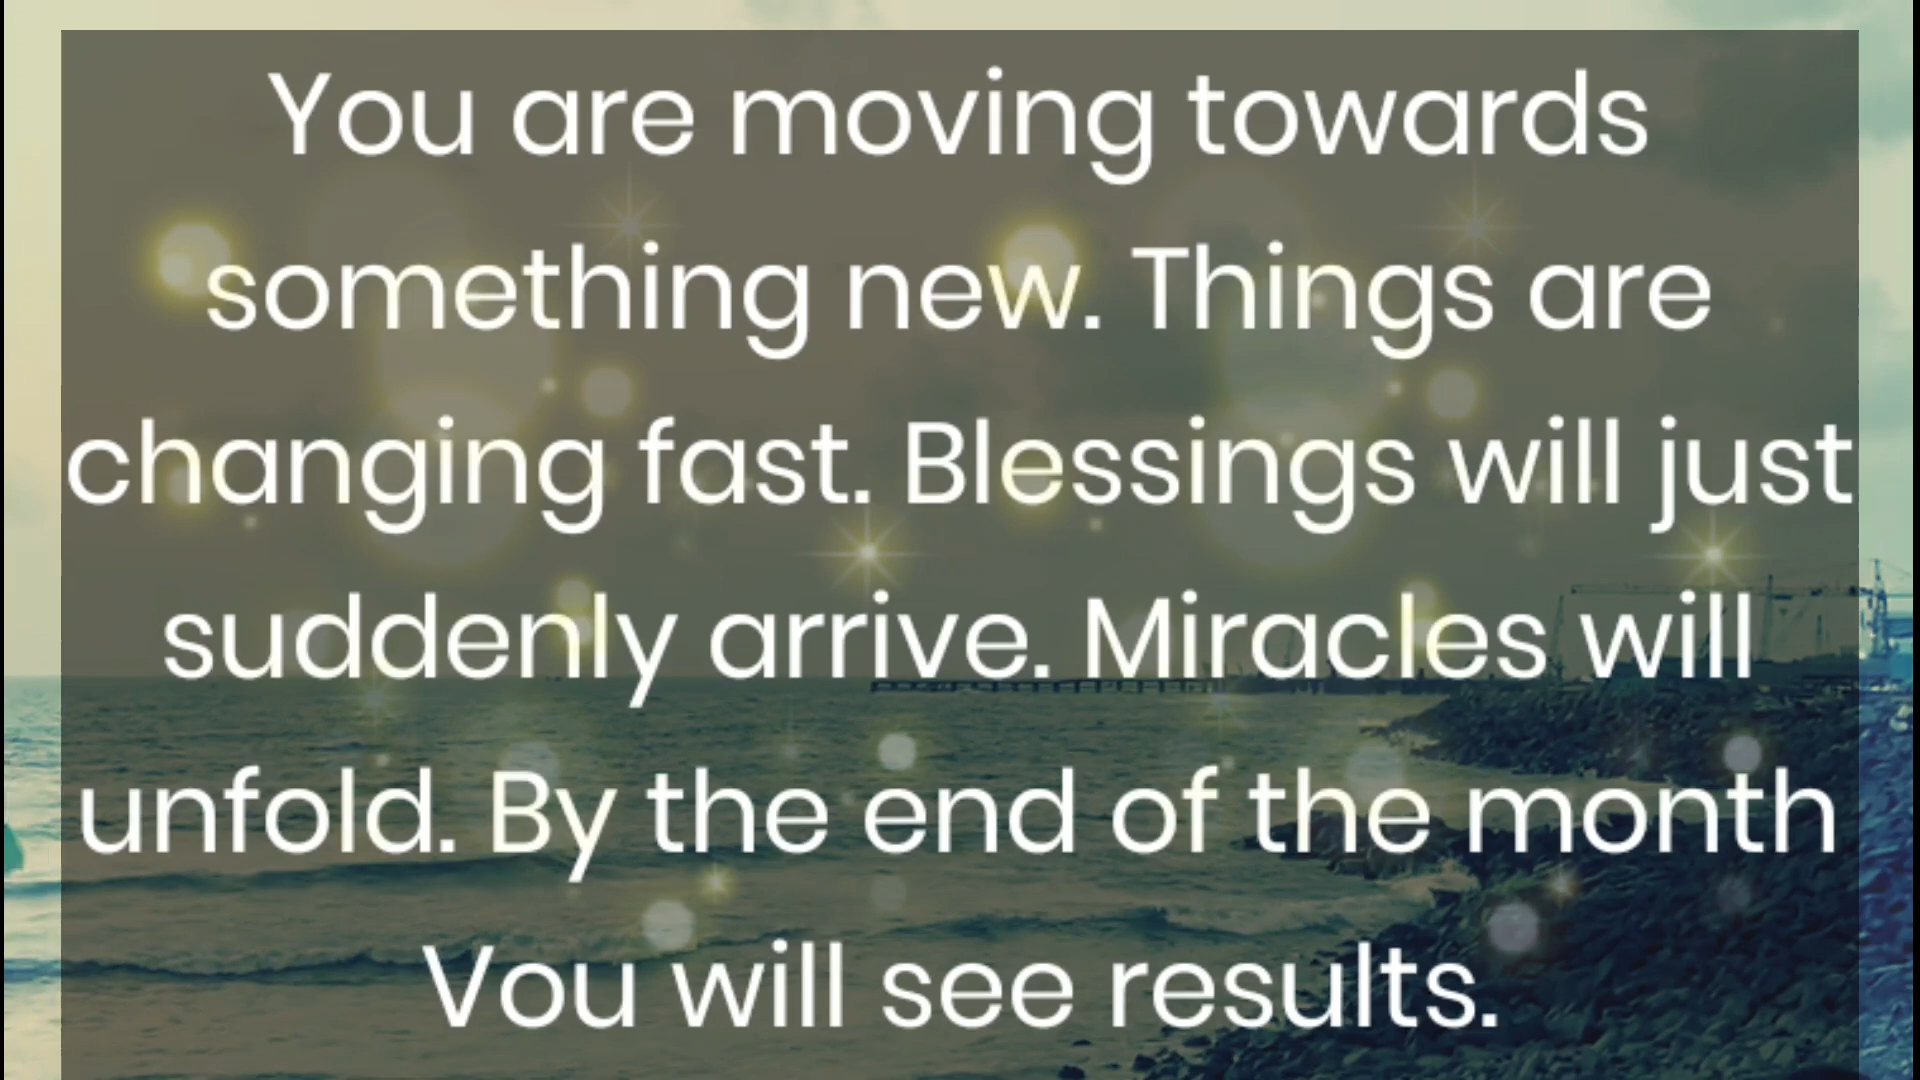 You are moving towards
something new. Things are
changing fast. Blessings will just
suddenly arrive. Miracles will
unfold. By the end of the month
Vou will see results.